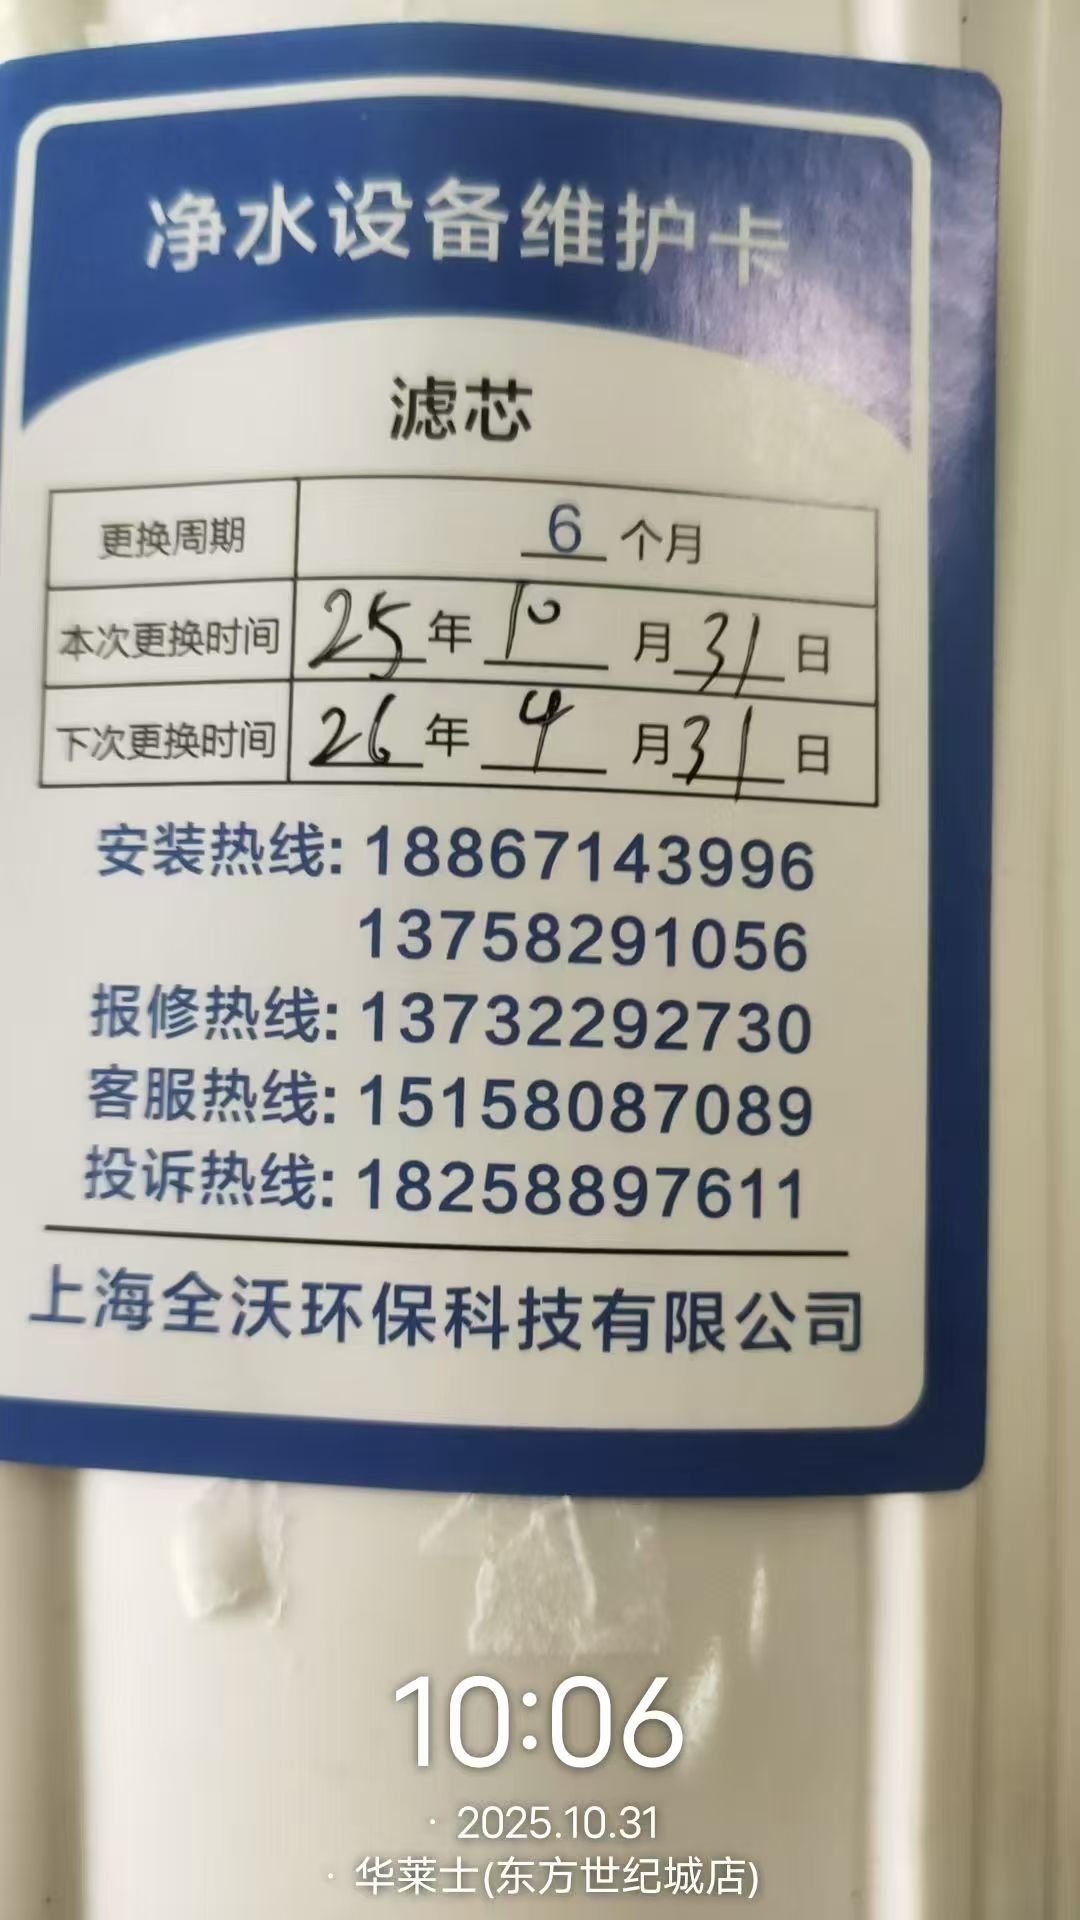 净水设备维护卡
滤芯
更换周期 6 个月
本次更换时间 25 年 10 月 31 日
下次更换时间 26 年 4 月 31 日
安装热线: 18867143996
13758291056
报修热线: 13732292730
客服热线: 15158087089
投诉热线: 18258897611
上海全沃环保科技有限公司
10:06
· 2025.10.31
· 华莱士(东方世纪城店)